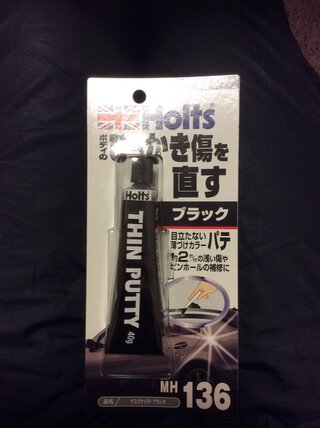 Holts
ボディの
かき傷を
直す
ブラック
目立たない
薄づけカラーパテ
2mmの浅い傷や
ピンホールの補修に
Holts
THIN PUTTY
40g
MH 136
品名
ウスヅケパテ・ブラック